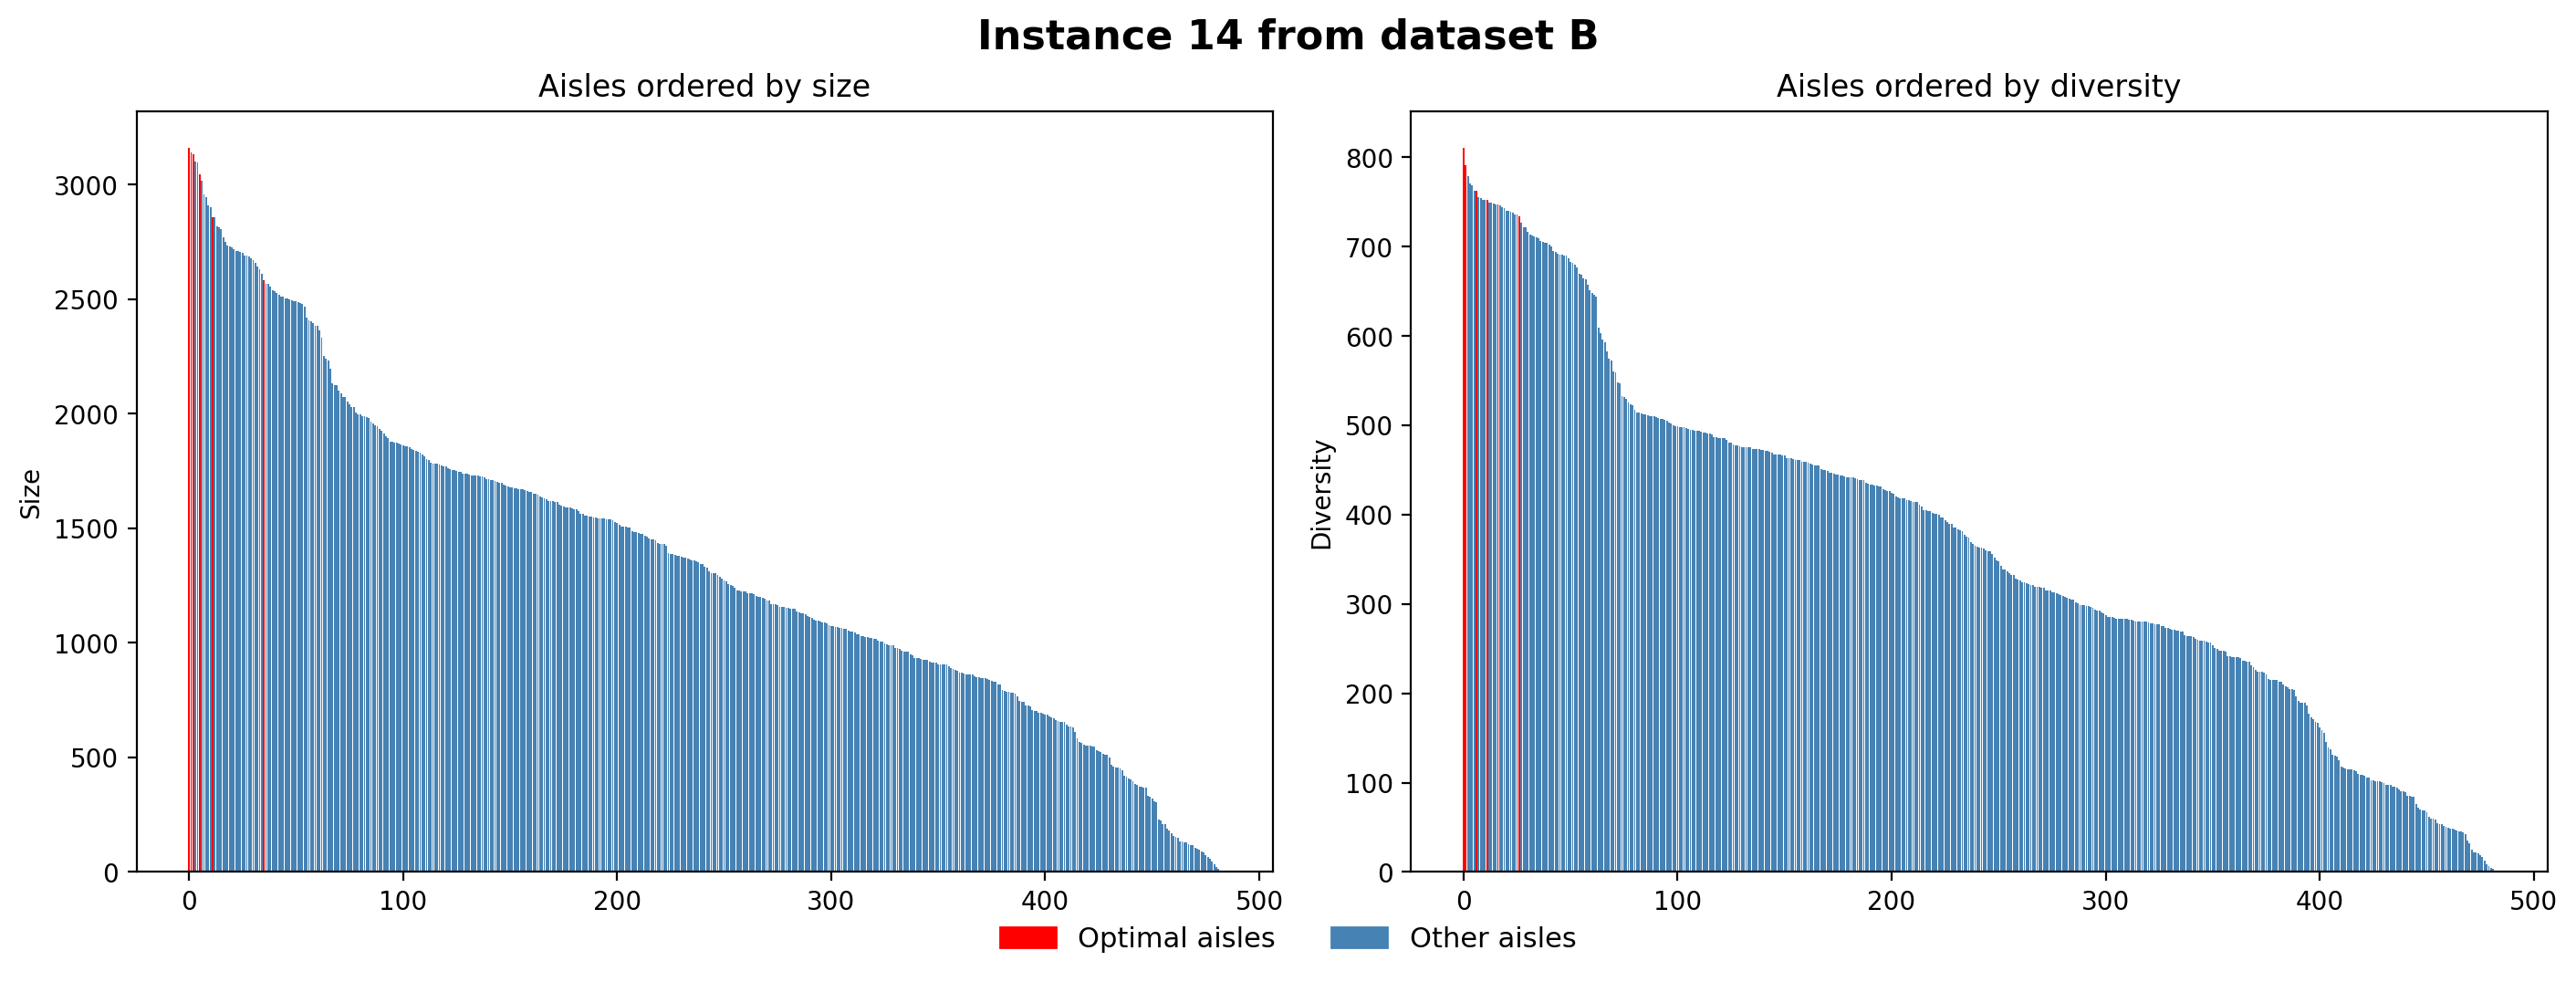 Instance 14 from dataset B
Aisles ordered by size
Size
3000
2500
2000
1500
1000
500
0
0 100 200 300 400 500
Aisles ordered by diversity
Diversity
800
700
600
500
400
300
200
100
0
0 100 200 300 400 500
Optimal aisles
Other aisles